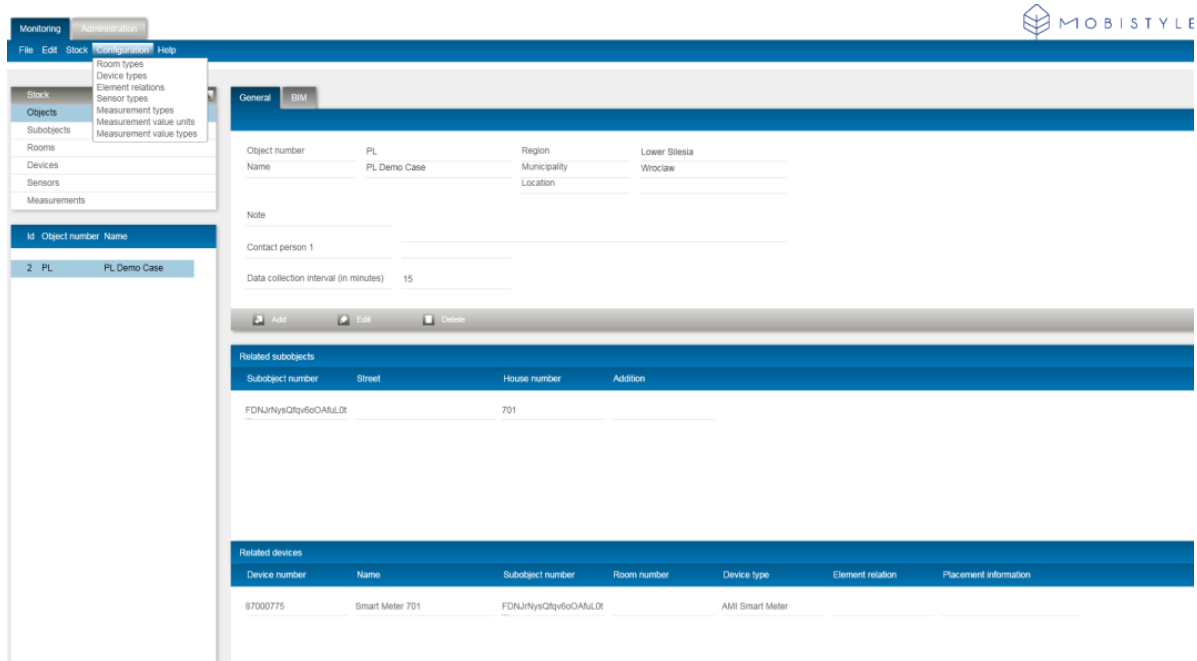 MOBISTYLE
Monitoring Administration
File Edit Stock Configuration Help
Room types
Device types
Element relations
Sensor types
Measurement types
Measurement value units
Measurement value types
Stock
Objects
Subobjects
Rooms
Devices
Sensors
Measurements
Id Object number Name
2 PL PL Demo Case
General BIM
Object number PL Region Lower Silesia
Name PL Demo Case Municipality Wroclaw
Location
Note
Contact person 1
Data collection interval (in minutes) 15
Add Edit Delete
Related subobjects
Subobject number Street House number Addition
FDNJrNysQfqv6oOAfuL0t 701
Related devices
Device number Name Subobject number Room number Device type Element relation Placement information
87000775 Smart Meter 701 FDNJrNysQfqv6oOAfuL0t AMI Smart Meter